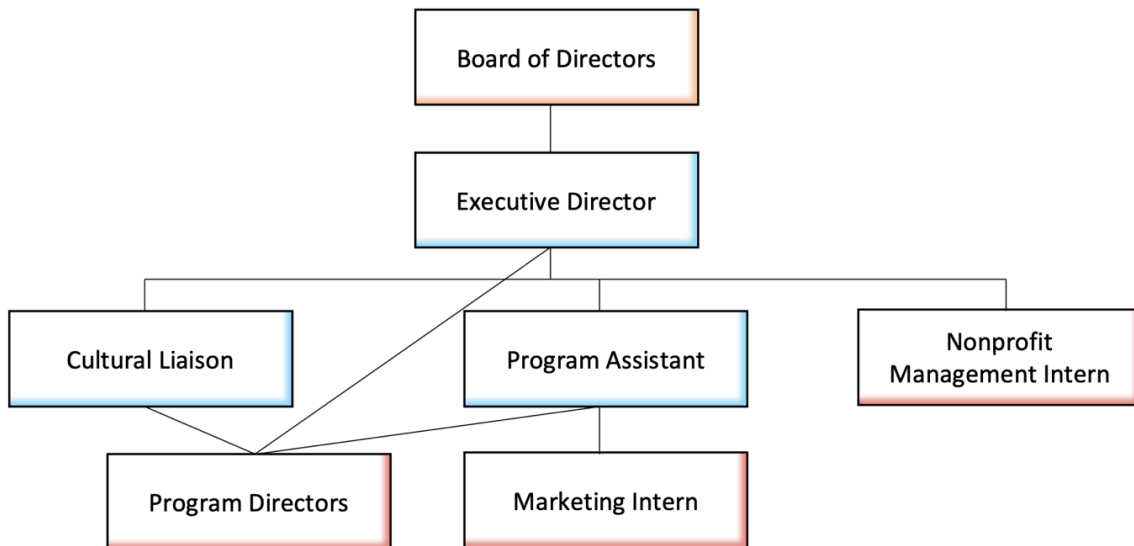 Board of Directors
Executive Director
Cultural Liaison
Program Assistant
Nonprofit
Management Intern
Program Directors
Marketing Intern